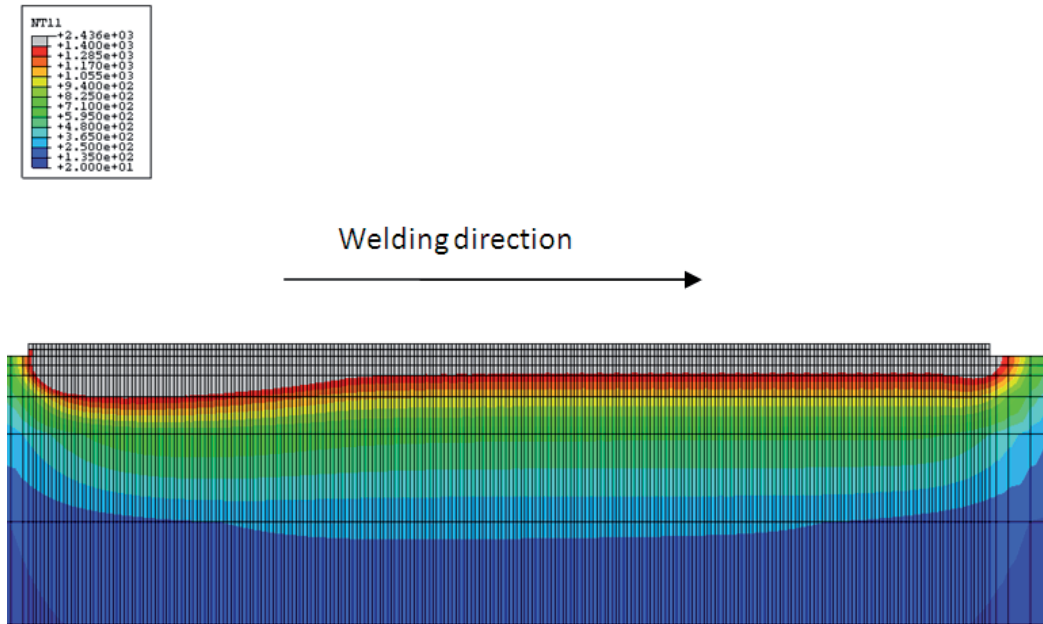 NT11
+2.436e+03
+1.400e+03
+1.285e+03
+1.170e+03
+1.055e+03
+9.400e+02
+8.250e+02
+7.100e+02
+5.950e+02
+4.800e+02
+3.650e+02
+2.500e+02
+1.350e+02
+2.000e+01
Welding direction